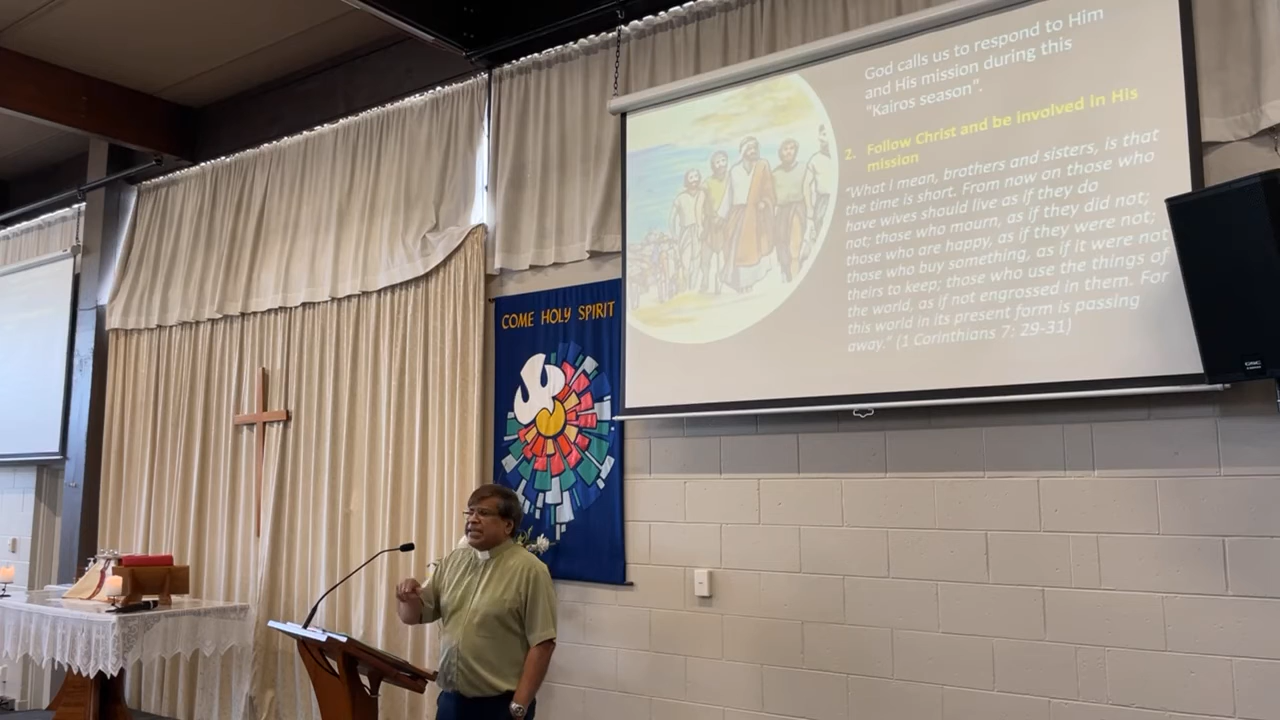 God calls us to respond to Him
and His mission during this
"Kairos season".
2. Follow Christ and be involved in His
mission
"What I mean, brothers and sisters, is that
the time is short. From now on those who
have wives should live as if they do
not; those who mourn, as if they did not;
those who are happy, as if they were not;
those who buy something, as if it were not
theirs to keep; those who use the things of
the world, as if not engrossed in them. For
this world in its present form is passing
away." (1 Corinthians 7: 29-31)
COME HOLY SPIRIT
QSC